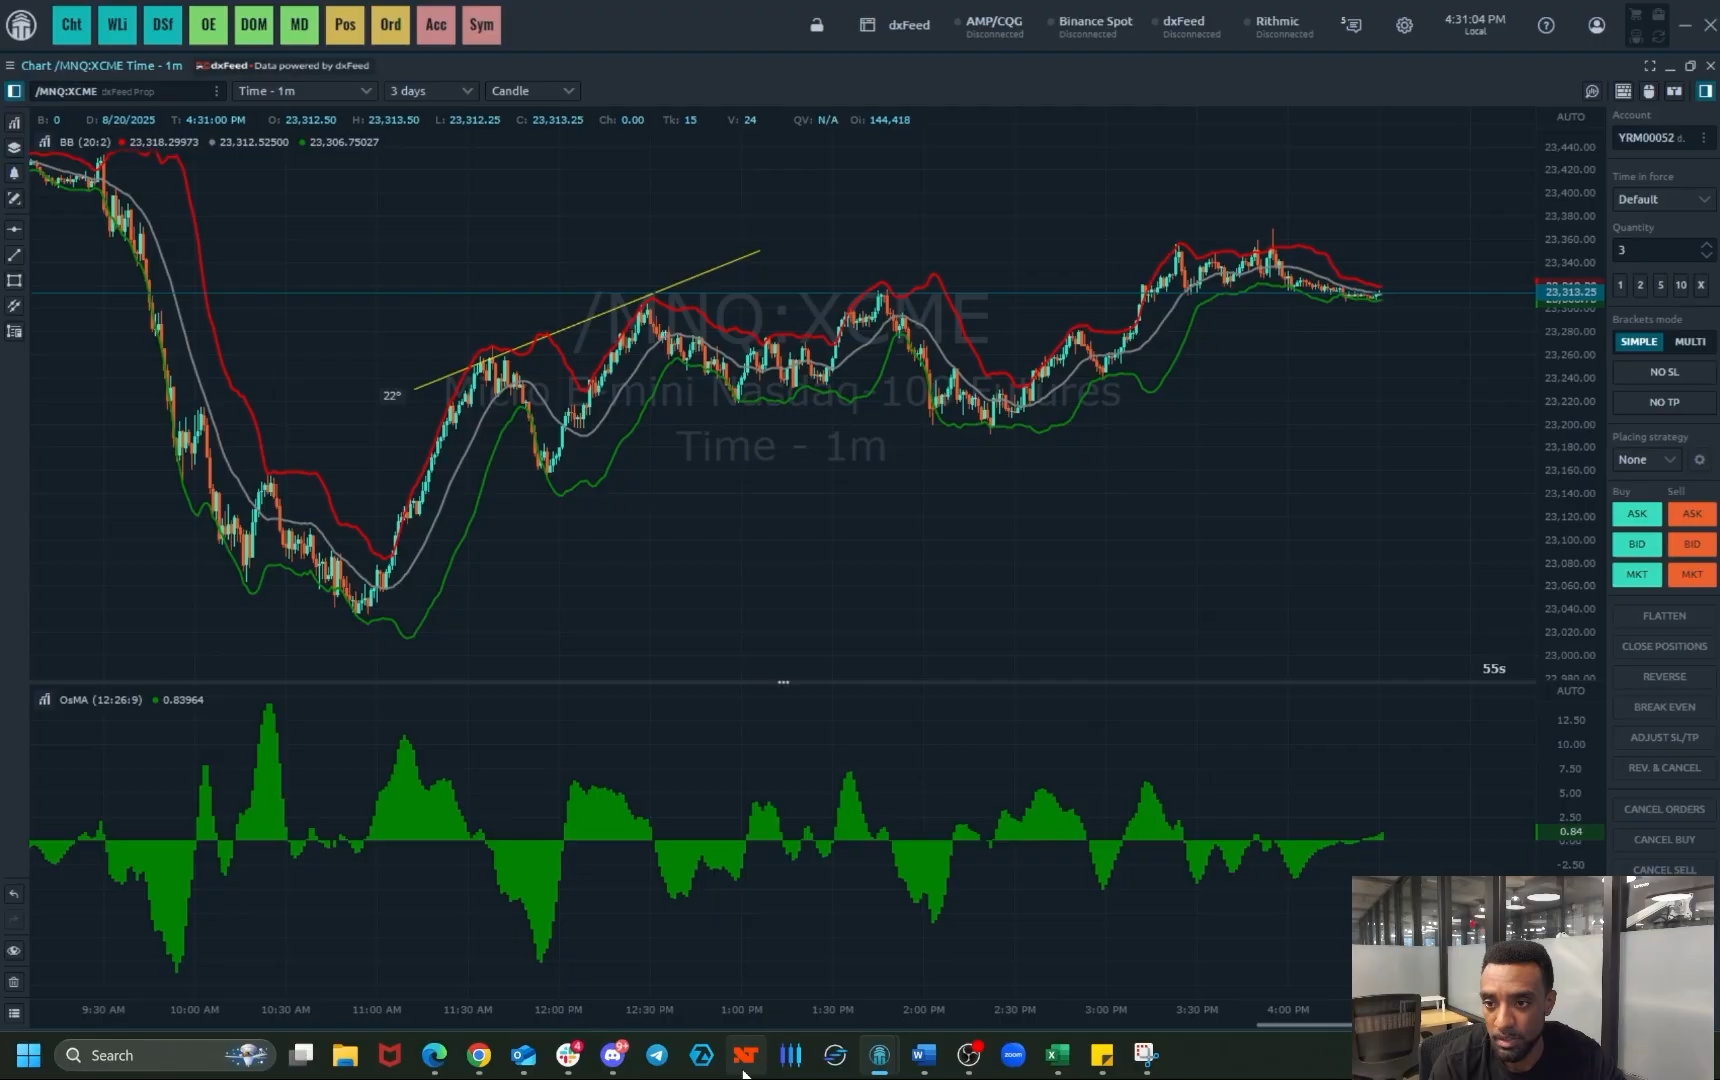 Cht WLi DSf OE DOM MD Pos Ord Acc Sym
dxFeed
AMP/CQG
Disconnected
Binance Spot
Disconnected
dxFeed
Disconnected
Rithmic
Disconnected
5
4:31:04 PM
Local
Chart /MNQ:XCME Time - 1m
dxFeed - Data powered by dxFeed
/MNQ:XCME dxFeed Prop
Time - 1m
3 days
Candle
B: 0 D: 8/20/2025 T: 4:31:00 PM O: 23,312.50 H: 23,313.50 L: 23,312.25 C: 23,313.25 Ch: 0.00 Tk: 15 V: 24 QV: N/A Oi: 144,418
BB (20:2) 23,318.29973 23,312.52500 23,306.75027
/MNQ:XCME
Micro E-mini Nasdaq-100 Futures
Time - 1m
22°
55s
AUTO
23,440.00
23,420.00
23,400.00
23,380.00
23,360.00
23,340.00
23,313.25
23,280.00
23,260.00
23,240.00
23,220.00
23,200.00
23,180.00
23,160.00
23,140.00
23,120.00
23,100.00
23,080.00
23,060.00
23,040.00
23,020.00
23,000.00
22,980.00
OsMA (12:26:9) 0.83964
AUTO
12.50
10.00
7.50
5.00
2.50
0.84
0.00
-2.50
9:30 AM 10:00 AM 10:30 AM 11:00 AM 11:30 AM 12:00 PM 12:30 PM 1:00 PM 1:30 PM 2:00 PM 2:30 PM 3:00 PM 3:30 PM 4:00 PM
Account
YRM00052 d.
Time in force
Default
Quantity
3
1 2 5 10 X
Brackets mode
SIMPLE MULTI
NO SL
NO TP
Placing strategy
None
Buy Sell
ASK ASK
BID BID
MKT MKT
FLATTEN
CLOSE POSITIONS
REVERSE
BREAK EVEN
ADJUST SL/TP
REV. & CANCEL
CANCEL ORDERS
CANCEL BUY
CANCEL SELL
Search
4
9+
zoom